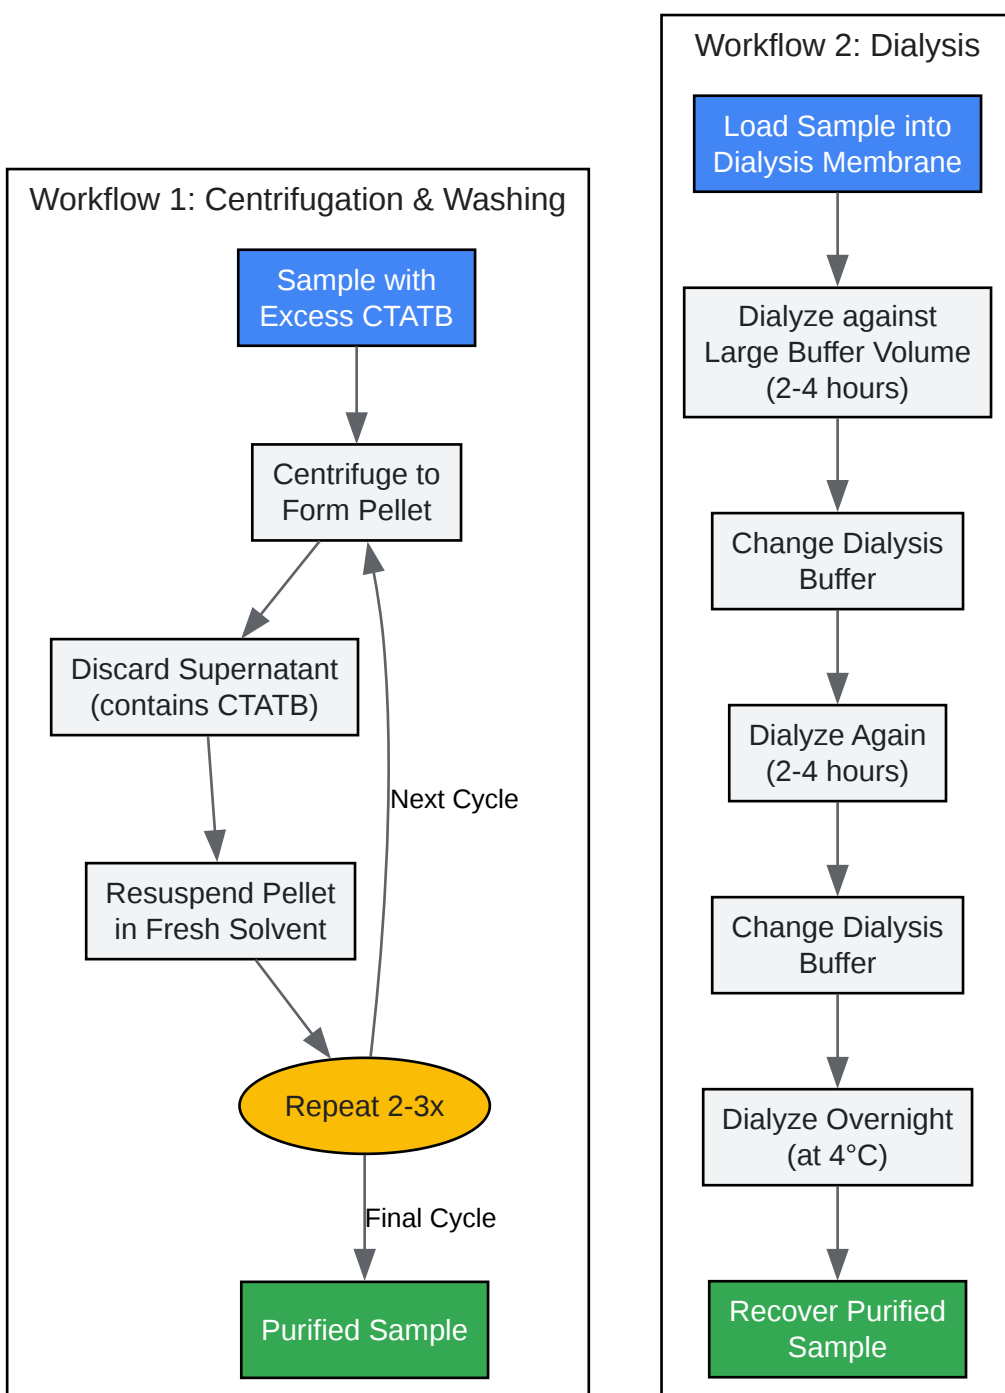 Workflow 1: Centrifugation & Washing
Sample with
Excess CTATB
Centrifuge to
Form Pellet
Discard Supernatant
(contains CTATB)
Next Cycle
Resuspend Pellet
in Fresh Solvent
Repeat 2-3x
Final Cycle
Purified Sample
Workflow 2: Dialysis
Load Sample into
Dialysis Membrane
Dialyze against
Large Buffer Volume
(2-4 hours)
Change Dialysis
Buffer
Dialyze Again
(2-4 hours)
Change Dialysis
Buffer
Dialyze Overnight
(at 4°C)
Recover Purified
Sample